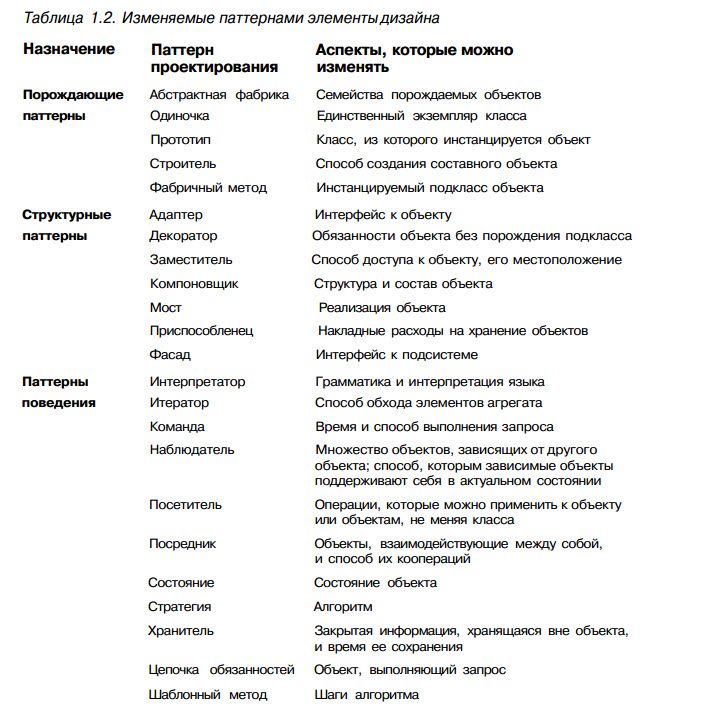 Таблица 1.2. Изменяемые паттернами элементы дизайна
Назначение Паттерн проектирования Аспекты, которые можно изменять
Порождающие паттерны
Абстрактная фабрика Семейства порождаемых объектов
Одиночка Единственный экземпляр класса
Прототип Класс, из которого инстанцируется объект
Строитель Способ создания составного объекта
Фабричный метод Инстанцируемый подкласс объекта
Структурные паттерны
Адаптер Интерфейс к объекту
Декоратор Обязанности объекта без порождения подкласса
Заместитель Способ доступа к объекту, его местоположение
Компоновщик Структура и состав объекта
Мост Реализация объекта
Приспособленец Накладные расходы на хранение объектов
Фасад Интерфейс к подсистеме
Паттерны поведения
Интерпретатор Грамматика и интерпретация языка
Итератор Способ обхода элементов агрегата
Команда Время и способ выполнения запроса
Наблюдатель Множество объектов, зависящих от другого
объекта; способ, которым зависимые объекты
поддерживают себя в актуальном состоянии
Посетитель Операции, которые можно применить к объекту
или объектам, не меняя класса
Посредник Объекты, взаимодействующие между собой,
и способ их коопераций
Состояние Состояние объекта
Стратегия Алгоритм
Хранитель Закрытая информация, хранящаяся вне объекта,
и время ее сохранения
Цепочка обязанностей Объект, выполняющий запрос
Шаблонный метод Шаги алгоритма